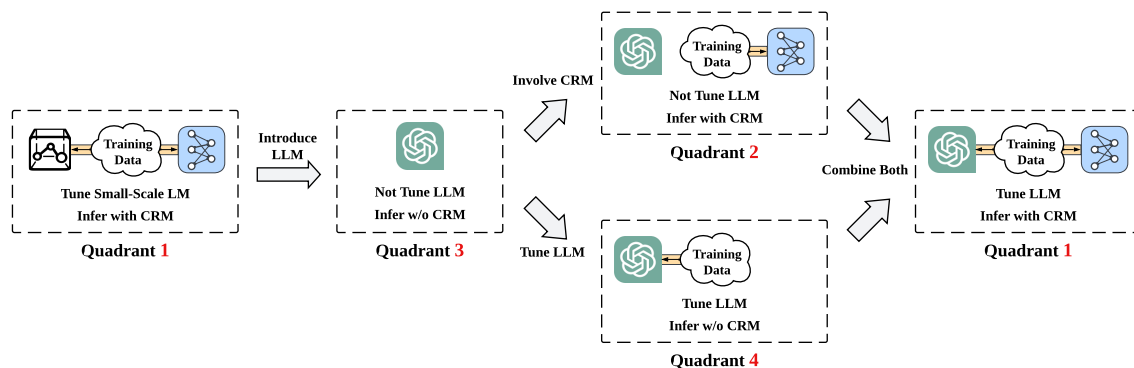 Training
Data
Tune Small-Scale LM
Infer with CRM
Quadrant 1
Introduce
LLM
Not Tune LLM
Infer w/o CRM
Quadrant 3
Involve CRM
Tune LLM
Training
Data
Not Tune LLM
Infer with CRM
Quadrant 2
Training
Data
Tune LLM
Infer w/o CRM
Quadrant 4
Combine Both
Training
Data
Tune LLM
Infer with CRM
Quadrant 1